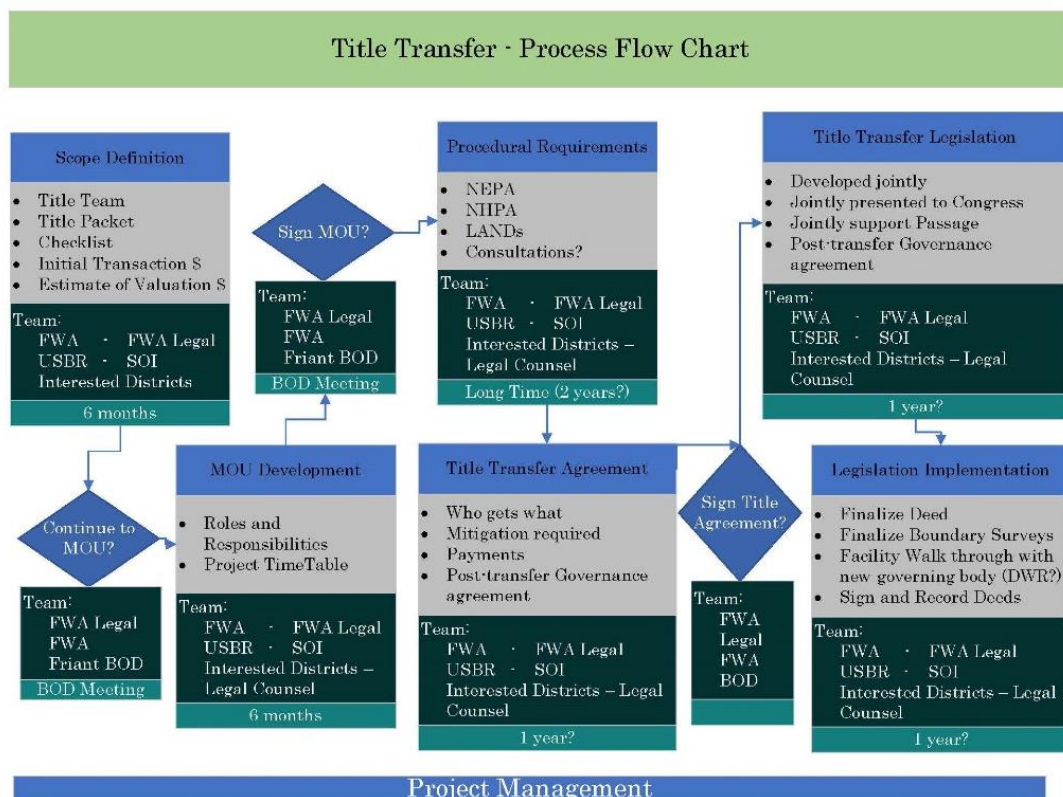 Title Transfer - Process Flow Chart
Scope Definition
• Title Team
• Title Packet
• Checklist
• Initial Transaction $
• Estimate of Valuation $
Team:
FWA - FWA Legal
USBR - SOI
Interested Districts
6 months
Continue to
MOU?
Team:
FWA Legal
FWA
Friant BOD
BOD Meeting
MOU Development
• Roles and
Responsibilities
• Project TimeTable
Team:
FWA - FWA Legal
USBR - SOI
Interested Districts –
Legal Counsel
6 months
Sign MOU?
Team:
FWA Legal
FWA
Friant BOD
BOD Meeting
Procedural Requirements
• NEPA
• NHPA
• LANDs
• Consultations?
Team:
FWA - FWA Legal
USBR - SOI
Interested Districts –
Legal Counsel
Long Time (2 years?)
Title Transfer Agreement
• Who gets what
• Mitigation required
• Payments
• Post-transfer Governance
agreement
Team:
FWA - FWA Legal
USBR - SOI
Interested Districts – Legal
Counsel
1 year?
Sign Title
Agreement?
Team:
FWA
Legal
FWA
BOD
Title Transfer Legislation
• Developed jointly
• Jointly presented to Congress
• Jointly support Passage
• Post-transfer Governance
agreement
Team:
FWA - FWA Legal
USBR - SOI
Interested Districts – Legal
Counsel
1 year?
Legislation Implementation
• Finalize Deed
• Finalize Boundary Surveys
• Facility Walk through with
new governing body (DWR?)
• Sign and Record Deeds
Team:
FWA - FWA Legal
USBR - SOI
Interested Districts – Legal
Counsel
1 year?
Project Management